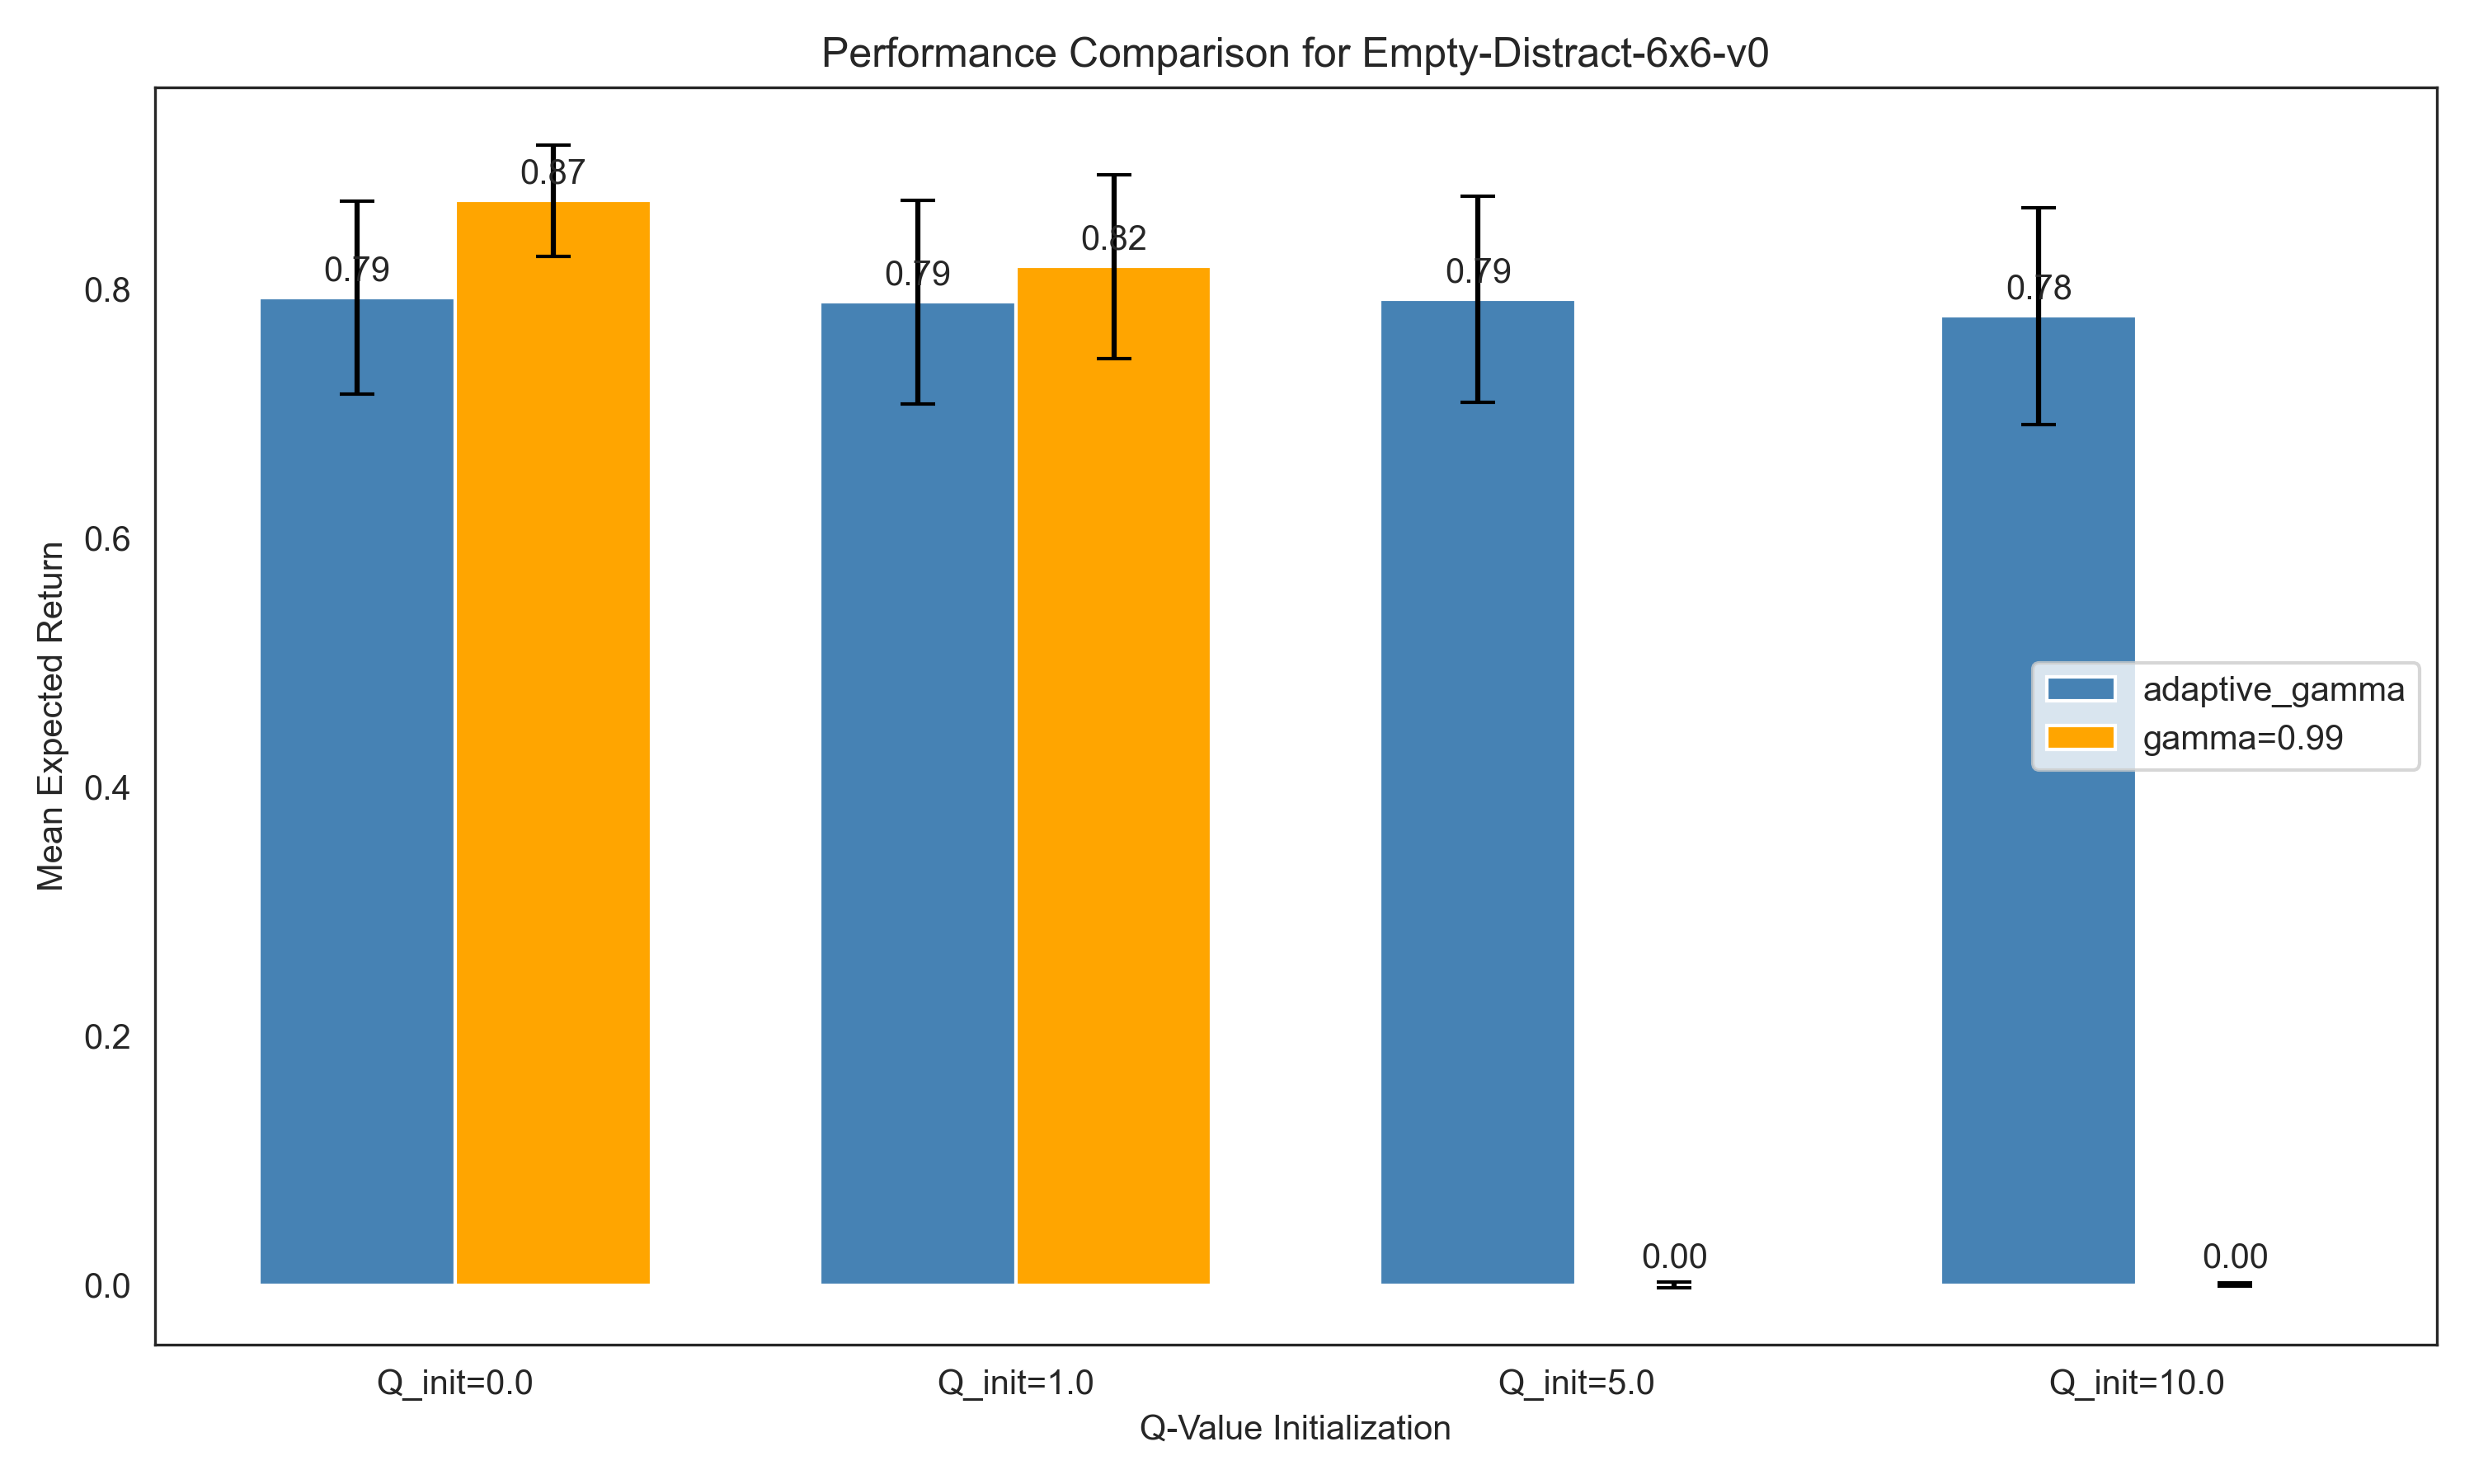 Performance Comparison for Empty-Distract-6x6-v0
Mean Expected Return
0.8
0.6
0.4
0.2
0.0
0.79
0.87
0.79
0.82
0.79
0.00
0.78
0.00
adaptive_gamma
gamma=0.99
Q_init=0.0
Q_init=1.0
Q_init=5.0
Q_init=10.0
Q-Value Initialization